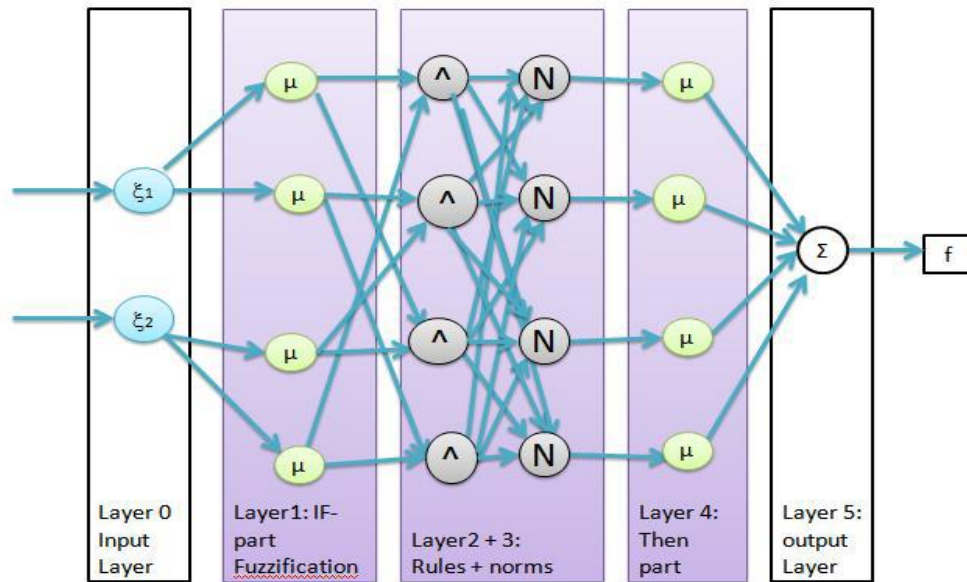 μ ^ N μ
ξ1 μ ^ N μ
Σ f
ξ2 μ ^ N μ
μ ^ N μ
Layer 0
Input
Layer
Layer1: IF-
part
Fuzzification
Layer2 + 3:
Rules + norms
Layer 4:
Then
part
Layer 5:
output
Layer